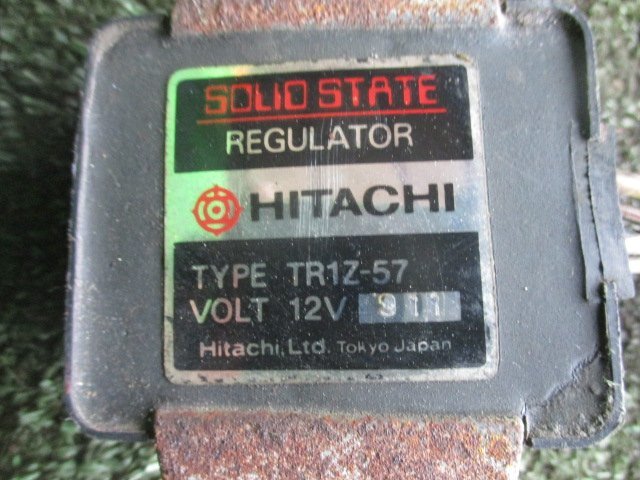 SOLID STATE
REGULATOR
HITACHI
TYPE TR1Z-57
VOLT 12V 911
Hitachi, Ltd. Tokyo Japan